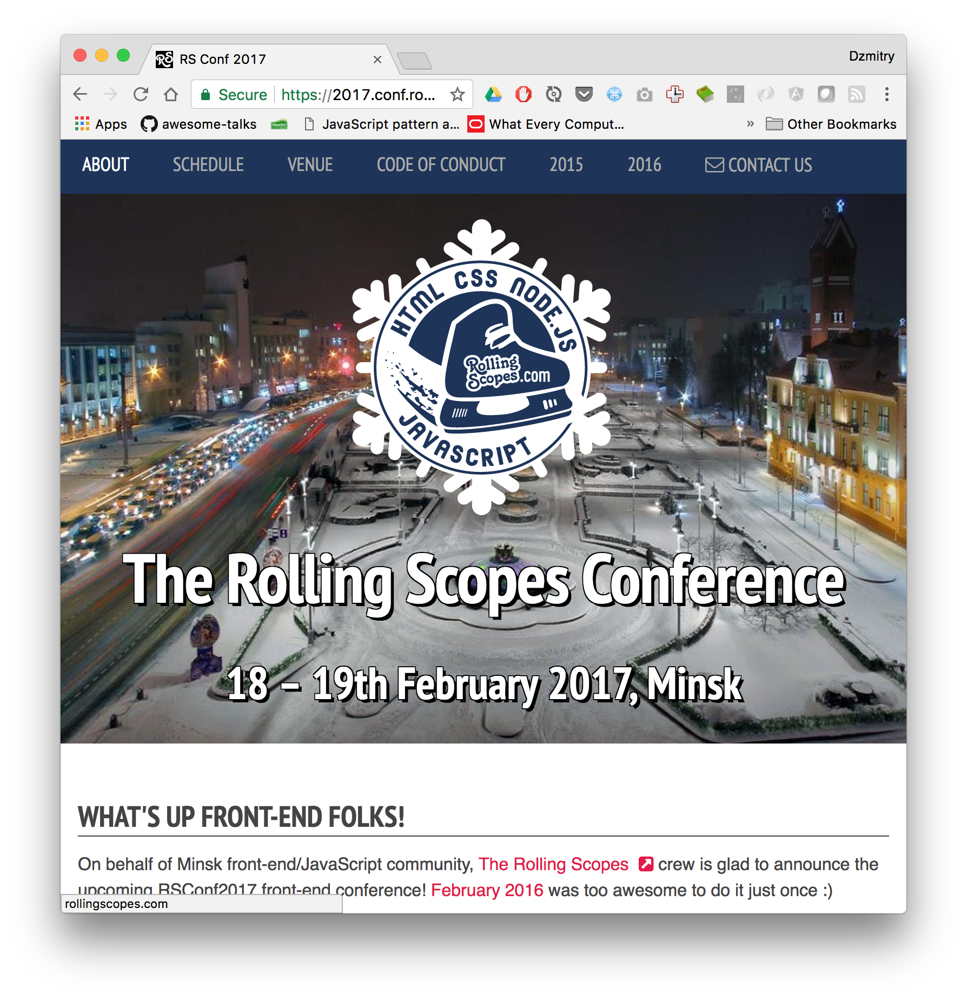 RS Conf 2017
Dzmitry
Secure https://2017.conf.ro...
Apps awesome-talks JavaScript pattern a... What Every Comput... » Other Bookmarks
ABOUT SCHEDULE VENUE CODE OF CONDUCT 2015 2016 CONTACT US
HTML CSS NODE.JS
Rolling
Scopes.com
JAVASCRIPT
The Rolling Scopes Conference
18 – 19th February 2017, Minsk
WHAT'S UP FRONT-END FOLKS!
On behalf of Minsk front-end/JavaScript community, The Rolling Scopes crew is glad to announce the
upcoming RSConf2017 front-end conference! February 2016 was too awesome to do it just once :)
rollingscopes.com